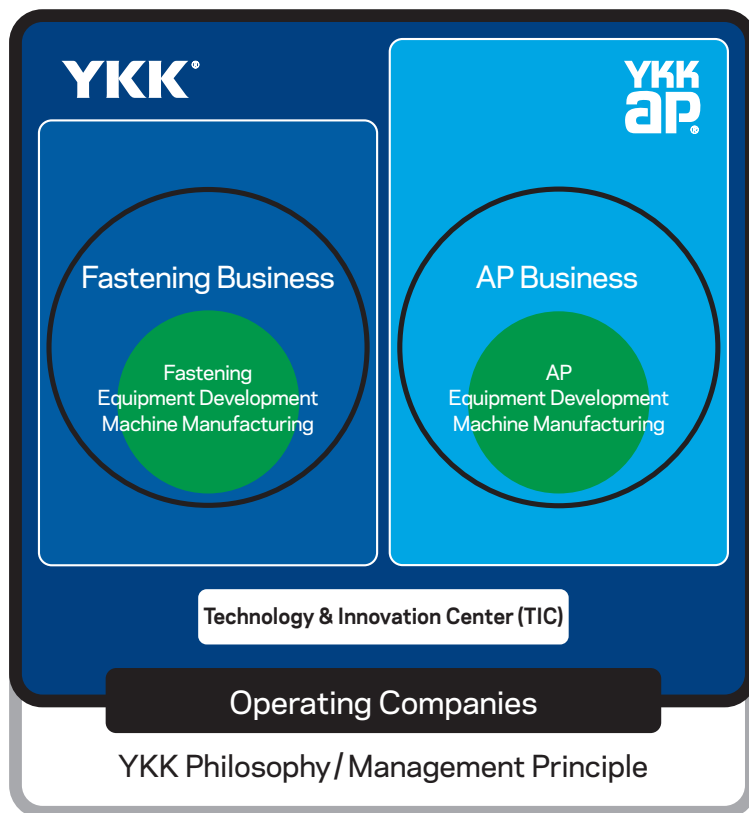 YKK®
YKK
ap®
Fastening Business
Fastening
Equipment Development
Machine Manufacturing
AP Business
AP
Equipment Development
Machine Manufacturing
Technology & Innovation Center (TIC)
Operating Companies
YKK Philosophy / Management Principle